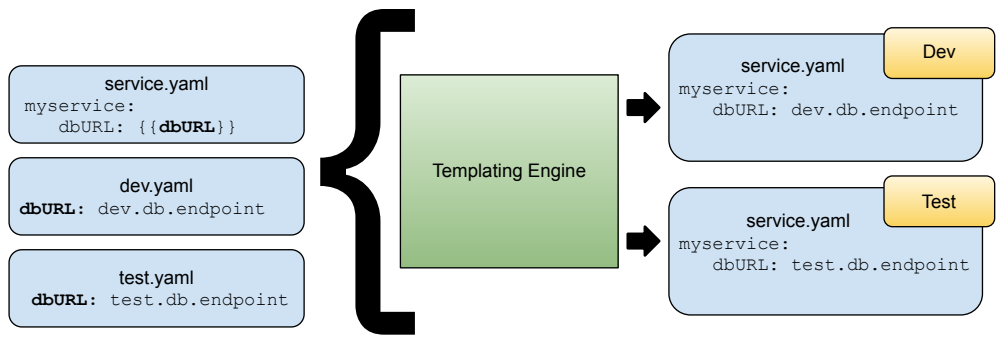 service.yaml
myservice:
dbURL: {{dbURL}}
dev.yaml
dbURL: dev.db.endpoint
test.yaml
dbURL: test.db.endpoint
Templating Engine
Dev
service.yaml
myservice:
dbURL: dev.db.endpoint
Test
service.yaml
myservice:
dbURL: test.db.endpoint